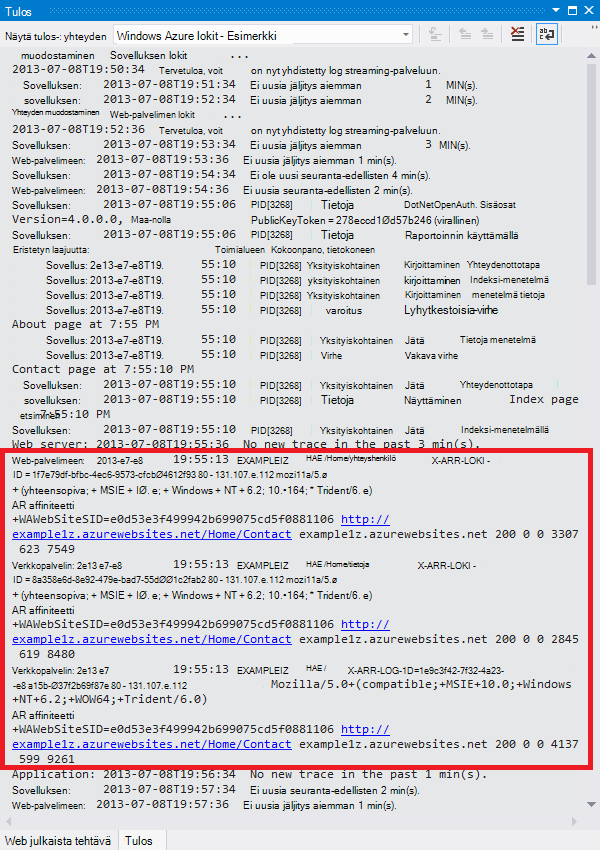 Tulos
Näytä tulos-: yhteyden Windows Azure lokit - Esimerkki
muodostaminen Sovelluksen lokit ...
2013-07-08T19:50:34 Tervetuloa, voit on nyt yhdistetty log streaming-palveluun.
Sovelluksen: 2013-07-08T19:51:34 Ei uusia jäljitys aiemman 1 MIN(s).
sovelluksen: 2013-07-08T19:52:34 Ei uusia jäljitys aiemman 2 MIN(s).
Yhteyden muodostaminen Web-palvelimen lokit ...
2013-07-08T19:52:36 Tervetuloa, voit on nyt yhdistetty log streaming-palveluun.
Sovelluksen: 2013-07-08T19:53:34 Ei uusia jäljitys aiemman 3 MIN(s).
Web-palvelimeen: 2013-07-08T19:53:36 Ei uusia jäljitys aiemman 1 min(s).
Sovelluksen: 2013-07-08T19:54:34 Ei ole uusi seuranta-edellisten 4 min(s).
Web-palvelimeen: 2013-07-08T19:54:36 Ei uusia seuranta-edellisten 2 min(s).
Sovelluksen: 2013-07-08T19:55:06 PID[3268] Tietoja DotNetOpenAuth. Sisäosat
Version=4.0.0.0, Maa-nolla PublicKeyToken = 278eccd1Ød57b246 (virallinen)
Sovelluksen: 2013-07-08T19:55:06 PID[3268] Tietoja Raportoinnin käyttämällä
Eristetyn laajuutta: Toimialueen Kokoonpano, tietokoneen
Sovellus: 2e13-e7-e8T19. 55:10 PID[3268] Yksityiskohtainen Kirjoittaminen Yhteydenottotapa
Sovellus: 2013-e7-e8T19. 55:10 PID[3268] yksityiskohtainen kirjoittaminen Indeksi-menetelmä
Sovellus: 2013-e7-e8T19. 55:10 PID[3268] Yksityiskohtainen Kirjoittaminen menetelmä tietoja
Sovellus: 2013-e7-e8T19. 55:10 PID[3268] varoitus Lyhytkestoisia-virhe
About page at 7:55 PM
Sovellus: 2013-e7-e8T19. 55:10 PID[3268] Yksityiskohtainen Jätä Tietoja menetelmä
Sovellus: 2013-e7-e8T19. 55:10 PID[3268] Virhe Vakava virhe
Contact page at 7:55:10 PM
Sovelluksen: 2013-07-08T19:55:10 PID[3268] Yksityiskohtainen Jätä Yhteydenottotapa
sovelluksen: 2013-07-08T19:55:10 PID[3268] Tietoja Näyttäminen Index page
etsiminen 7:55:10 PM
Sovelluksen: 2013-07-08T19:55:10 PID[3268] Yksityiskohtainen Jätä Indeksi-menetelmällä
Web server: 2013-07-08T19:55:36 No new trace in the past 3 min(s).
Web-palvelimeen: 2013-e7-e8 19:55:13 EXAMPLEIZ HAE /Home/yhteyshenkilö X-ARR-LOKI -
ID = 1f7e79df-bfbc-4ec6-9573-cfcbØ4612f93 80 - 131.107.e.112 mozi11a/5.ø
+ (yhteensopiva; + MSIE + IØ. e; + Windows + NT + 6.2; 10.•164; * Trident/6. e)
AR affiniteetti
+WAWebSiteSID=e0d53e3f499942b699075cd5f0881106 http://
example1z.azurewebsites.net/Home/Contact example1z.azurewebsites.net 200 0 0 3307
623 7549
Verkkopalvelin: 2e13 e7-e8 19:55:13 EXAMPLEIZ HAE /Home/tietoja X-ARR-LOKI -
ID = 8a358e6d-8e92-479e-bad7-55dØØ1c2fab2 80 - 131.107.e.112 mozi11a/5.ø
+ (yhteensopiva; + MSIE + IØ. e; + Windows + NT + 6.2; 10.•164; * Trident/6. e)
AR affiniteetti
+WAWebSiteSID=e0d53e3f499942b699075cd5f0881106 http://
example1z.azurewebsites.net/Home/Contact example1z.azurewebsites.net 200 0 0 2845
619 8480
Verkkopalvelin: 2e13 e7 19:55:13 EXAMPLEIZ HAE / X-ARR-LOG-1D=1e9c3f42-7f32-4a23-
-e8 a15b-Ø37f2b69f87e 80 - 131.107.e.112 Mozilla/5.0+(compatible;+MSIE+10.0;+Windows
+NT+6.2;+WOW64;+Trident/6.0)
AR affiniteetti
+WAWebSiteSID=e0d53e3f499942b699075cd5f0881106 http://
example1z.azurewebsites.net/Home/Contact example1z.azurewebsites.net 200 0 0 4137
599 9261
Application: 2013-07-08T19:56:34 No new trace in the past 1 min(s).
Sovelluksen: 2013-07-08T19:57:34 Ei uusia seuranta-edellisten 2 min(s).
Web-palvelimeen: 2013-07-08T19:57:36 Ei uusia jäljitys aiemman 1 min(s).
Web julkaista tehtävä Tulos